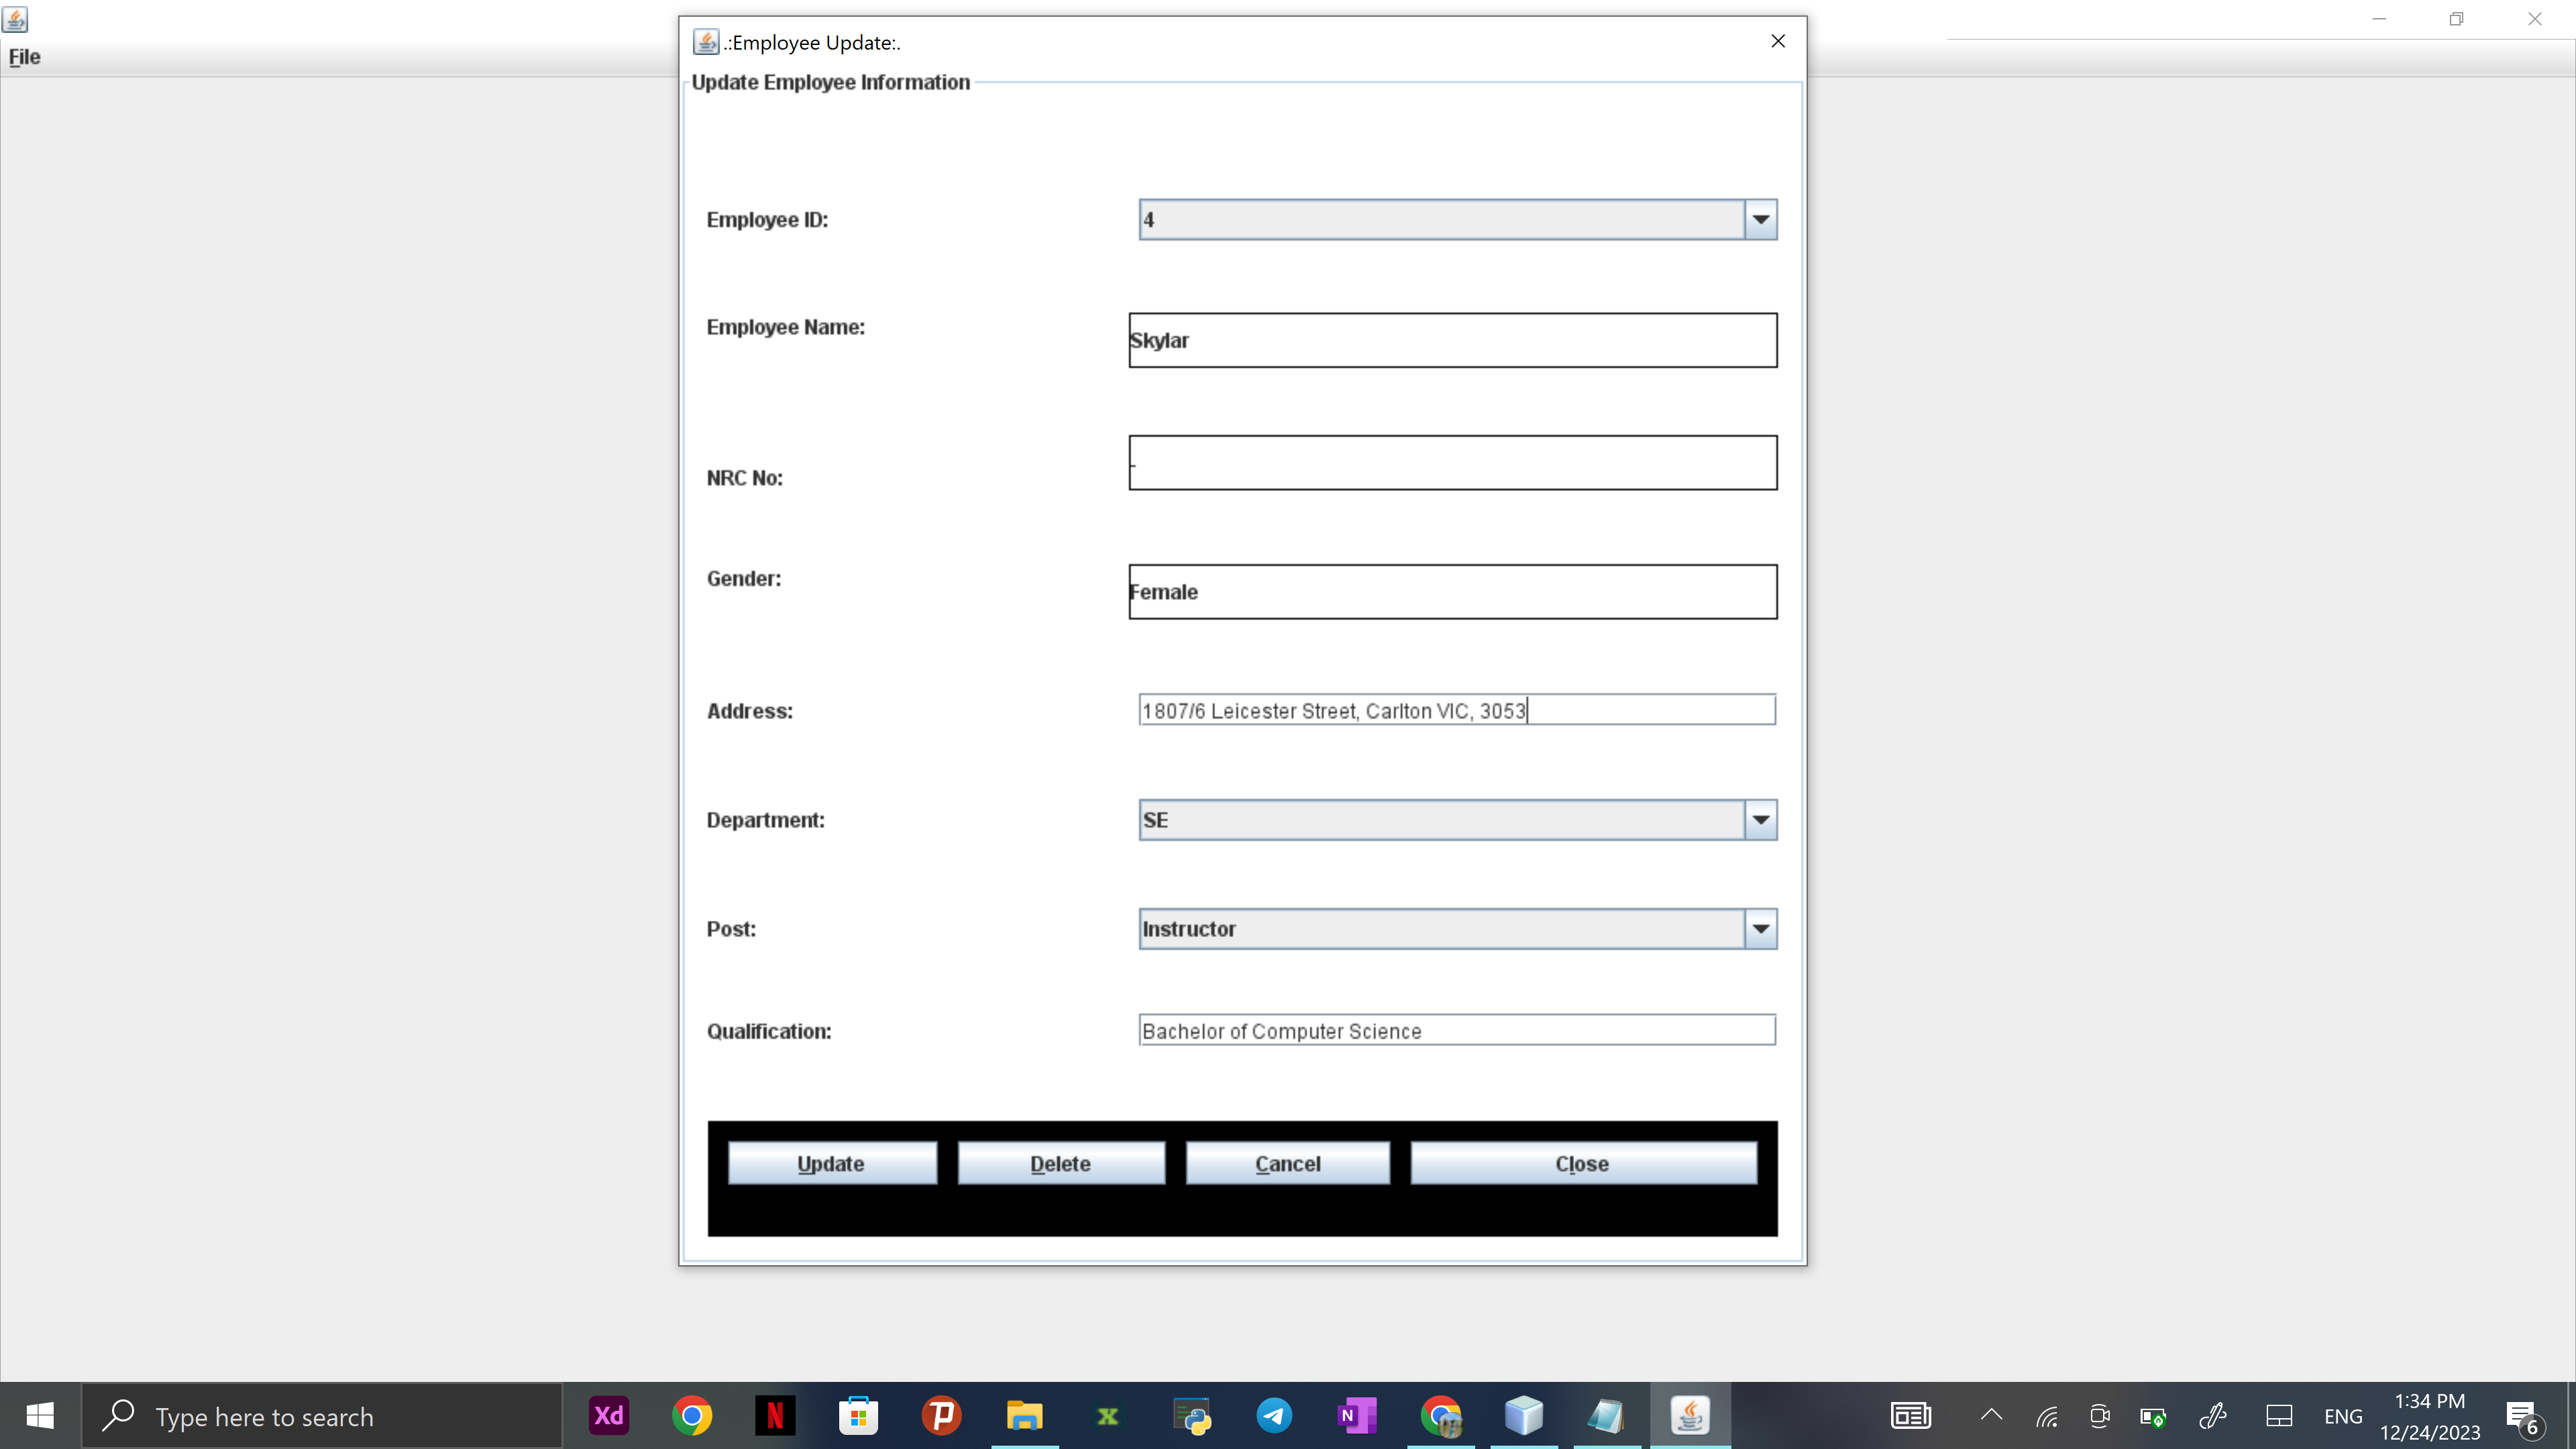 .:Employee Update:.
File
Update Employee Information
Employee ID: 4
Employee Name: Skylar
NRC No: -
Gender: Female
Address: 1807/6 Leicester Street, Carlton VIC, 3053
Department: SE
Post: Instructor
Qualification: Bachelor of Computer Science
Update Delete Cancel Close
Type here to search
Xd
N
P
X
N
ENG
1:34 PM
12/24/2023
6